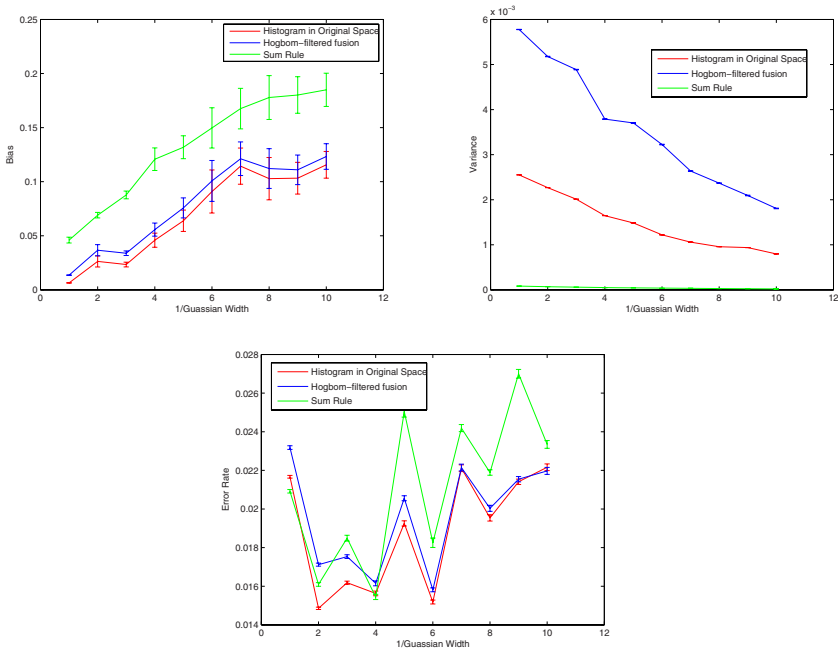 0.25
0.2
0.15
0.1
0.05
0
Bias
Histogram in Original Space
Hogbom-filtered fusion
Sum Rule
0 2 4 6 8 10 12
1/Guassian Width
x 10⁻³
6
5
4
3
2
1
0
Variance
Histogram in Original Space
Hogbom-filtered fusion
Sum Rule
0 2 4 6 8 10 12
1/Guassian Width
0.028
0.026
0.024
0.022
0.02
0.018
0.016
0.014
Error Rate
Histogram in Original Space
Hogbom-filtered fusion
Sum Rule
0 2 4 6 8 10 12
1/Guassian Width